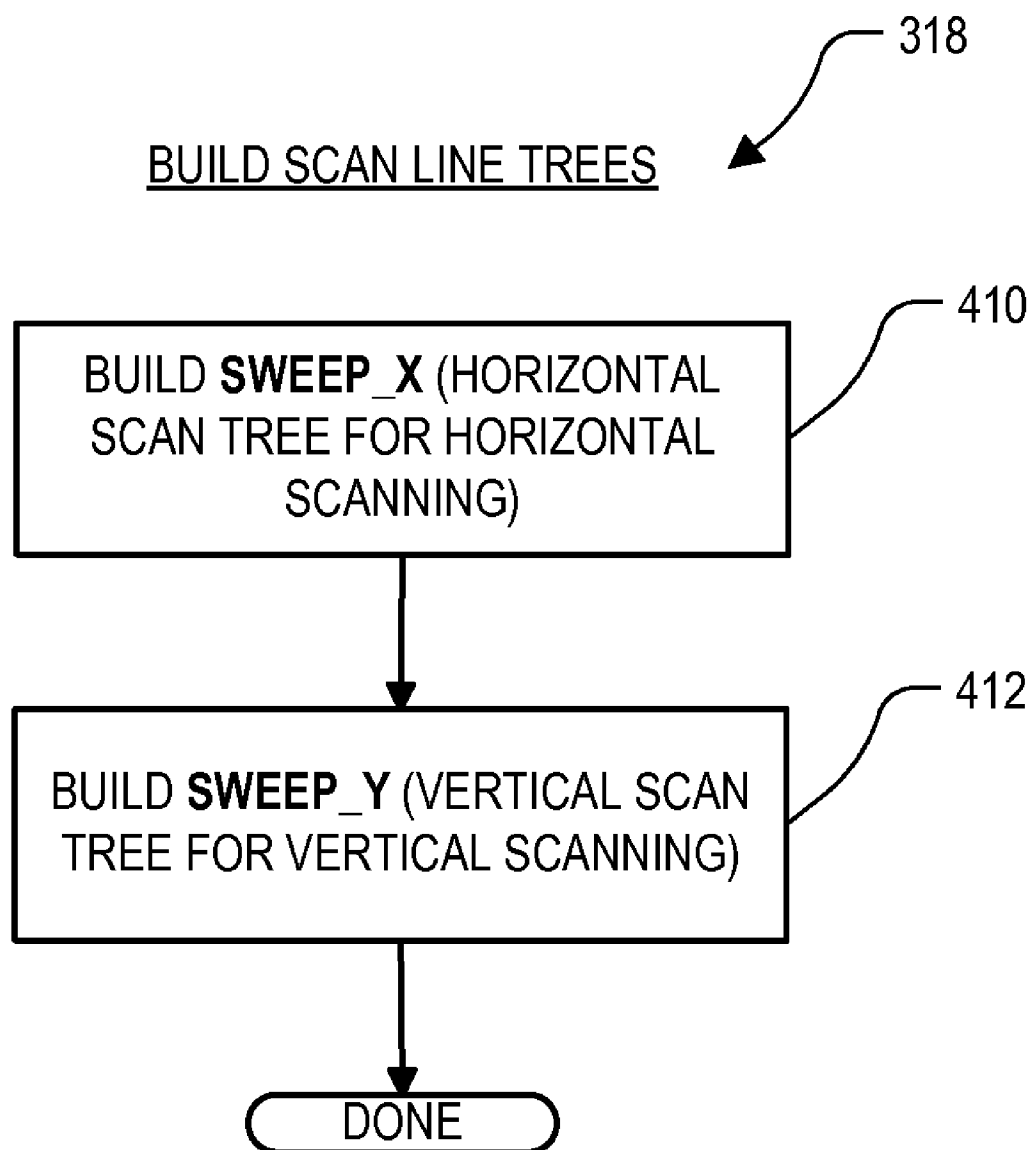 318
BUILD SCAN LINE TREES
410
BUILD SWEEP_X (HORIZONTAL
SCAN TREE FOR HORIZONTAL
SCANNING)
412
BUILD SWEEP_Y (VERTICAL SCAN
TREE FOR VERTICAL SCANNING)
DONE